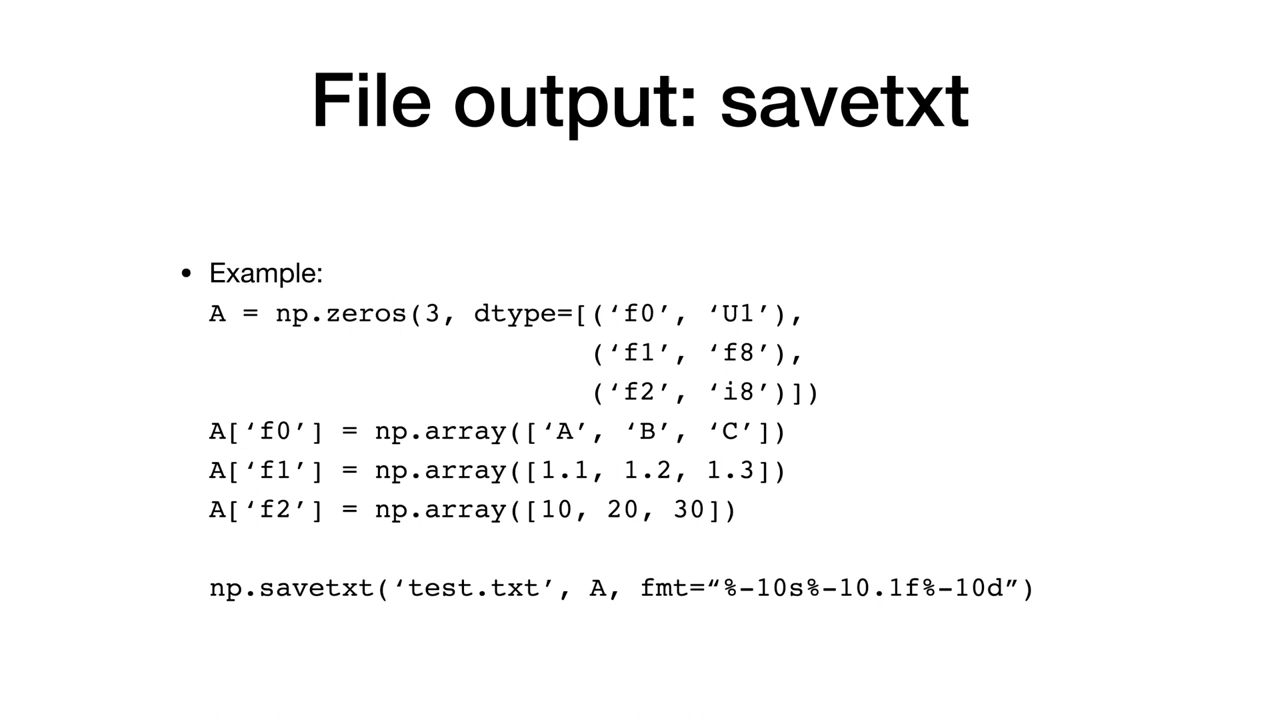 File output: savetxt
• Example:
A = np.zeros(3, dtype=[(‘f0’, ‘U1’),
(‘f1’, ‘f8’),
(‘f2’, ‘i8’)])
A[‘f0’] = np.array([‘A’, ‘B’, ‘C’])
A[‘f1’] = np.array([1.1, 1.2, 1.3])
A[‘f2’] = np.array([10, 20, 30])
np.savetxt(‘test.txt’, A, fmt=“%-10s%-10.1f%-10d”)